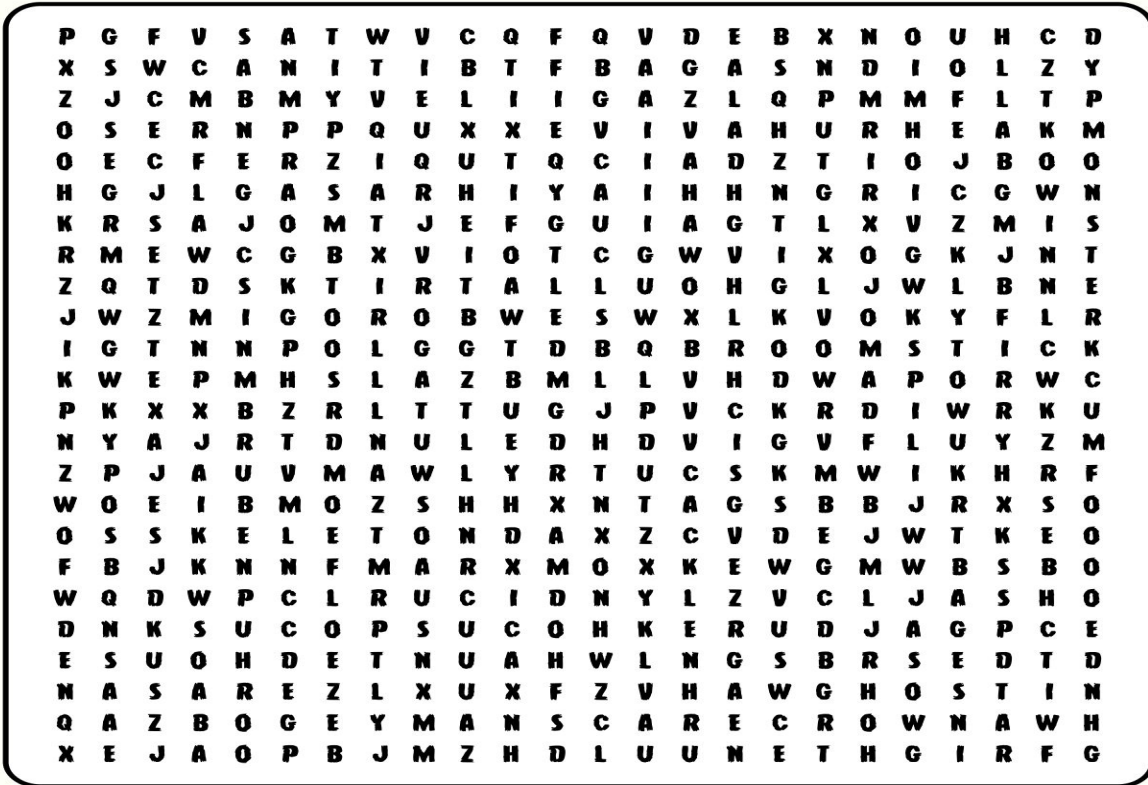 P G F V S A T W V C Q F Q V D E B X N O U H C D
X S W C A N I T I B T F B A G A S N D I O L Z Y
Z J C M B M Y V E L I I G A Z L Q P M M F L T P
O S E R N P P Q U X X E V I V A H U R H E A K M
O E C F E R Z I Q U T Q C I A D Z T I O J B O O
H G J L G A S A R H I Y A I H H N G R I C G W N
K R S A J O M T J E F G U I A G T L X V Z M I S
R M E W C G B X V I O T C G W V I X O G K J N T
Z Q T D S K T I R T A L L U O H G L J W L B N E
J W Z M I G O R O B W E S W X L K V O K Y F L R
I G T N N P O L G G T D B Q B R O O M S T I C K
K W E P M H S L A Z B M L L V H D W A P O R W C
P K X X B Z R L T T U G J P V C K R D I W R K U
N Y A J R T D N U L E D H D V I G V F L U Y Z M
Z P J A U V M A W L Y R T U C S K M W I K H R F
W O E I B M O Z S H H X N T A G S B B J R X S O
O S S K E L E T O N D A X Z C V D E J W T K E O
F B J K N N F M A R X M O X K E W G M W B S B O
W Q D W P C L R U C I D N Y L Z V C L J A S H O
D N K S U C O P S U C O H K E R U D J A G P C E
E S U O H D E T N U A H W L N G S B R S E D T D
N A S A R E Z L X U X F Z V H A W G H O S T I N
Q A Z B O G E Y M A N S C A R E C R O W N A W H
X E J A O P B J M Z H D L U U N E T H G I R F G